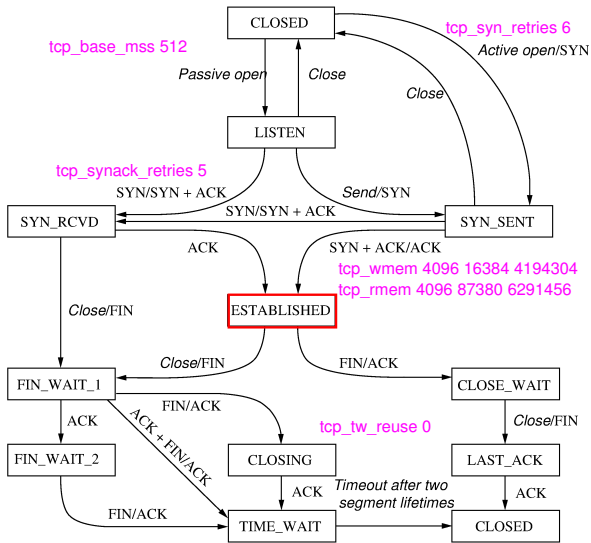 CLOSED
tcp_syn_retries 6
tcp_base_mss 512
Active open/SYN
Passive open
Close
Close
LISTEN
tcp_synack_retries 5
SYN/SYN + ACK
Send/SYN
SYN/SYN + ACK
SYN_RCVD
SYN_SENT
ACK
SYN + ACK/ACK
tcp_wmem 4096 16384 4194304
tcp_rmem 4096 87380 6291456
Close/FIN
ESTABLISHED
Close/FIN
FIN/ACK
FIN_WAIT_1
CLOSE_WAIT
FIN/ACK
ACK
ACK + FIN/ACK
tcp_tw_reuse 0
Close/FIN
FIN_WAIT_2
CLOSING
LAST_ACK
Timeout after two
segment lifetimes
ACK
ACK
FIN/ACK
TIME_WAIT
CLOSED